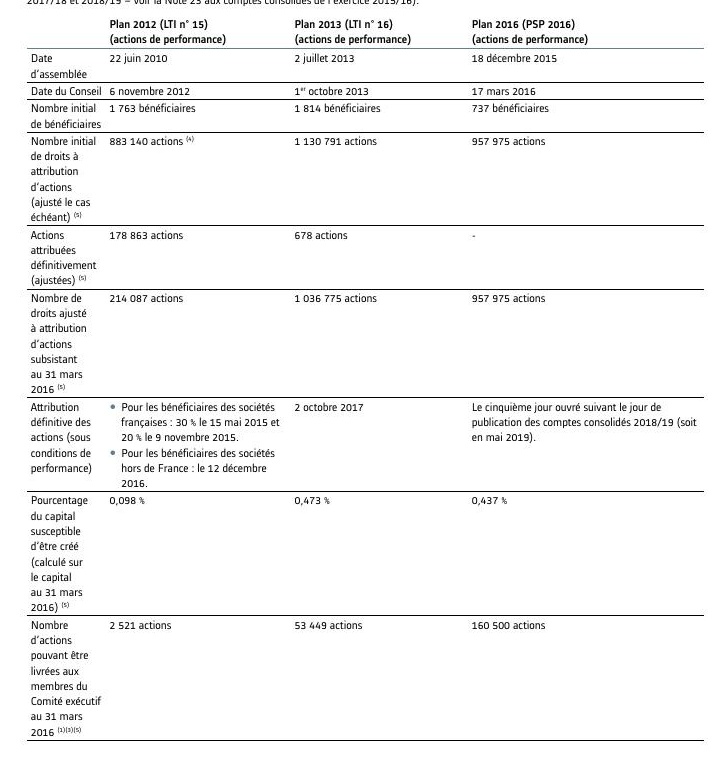 2017/18 et 2018/19 – voir la Note 23 aux comptes consolidés de l'exercice 2015/16).
Plan 2012 (LTI n° 15) Plan 2013 (LTI n° 16) Plan 2016 (PSP 2016)
(actions de performance) (actions de performance) (actions de performance)
Date 22 juin 2010 2 juillet 2013 18 décembre 2015
d'assemblée
Date du Conseil 6 novembre 2012 1er octobre 2013 17 mars 2016
Nombre initial 1 763 bénéficiaires 1 814 bénéficiaires 737 bénéficiaires
de bénéficiaires
Nombre initial 883 140 actions (4) 1 130 791 actions 957 975 actions
de droits à
attribution
d'actions
(ajusté le cas
échéant) (5)
Actions 178 863 actions 678 actions -
attribuées
définitivement
(ajustées) (5)
Nombre de 214 087 actions 1 036 775 actions 957 975 actions
droits ajusté
à attribution
d'actions
subsistant
au 31 mars
2016 (5)
Attribution • Pour les bénéficiaires des sociétés 2 octobre 2017 Le cinquième jour ouvré suivant le jour de
définitive des françaises : 30 % le 15 mai 2015 et publication des comptes consolidés 2018/19 (soit
actions (sous 20 % le 9 novembre 2015. en mai 2019).
conditions de • Pour les bénéficiaires des sociétés
performance) hors de France : le 12 décembre
2016.
Pourcentage 0,098 % 0,473 % 0,437 %
du capital
susceptible
d'être créé
(calculé sur
le capital
au 31 mars
2016) (5)
Nombre 2 521 actions 53 449 actions 160 500 actions
d'actions
pouvant être
livrées aux
membres du
Comité exécutif
au 31 mars
2016 (1)(3)(5)